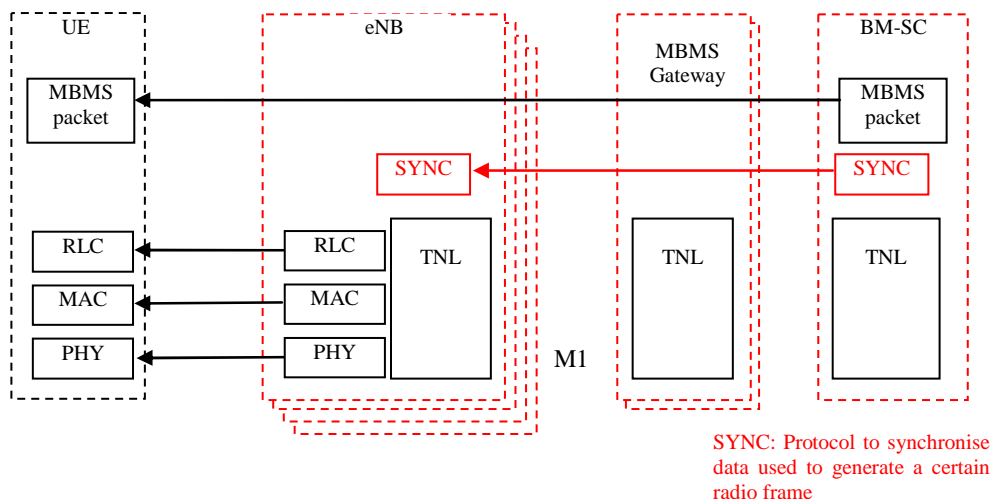 UE
eNB
MBMS
Gateway
BM-SC
MBMS
packet
MBMS
packet
SYNC
SYNC
RLC
RLC
TNL
TNL
TNL
MAC
MAC
PHY
PHY
M1
SYNC: Protocol to synchronise
data used to generate a certain
radio frame